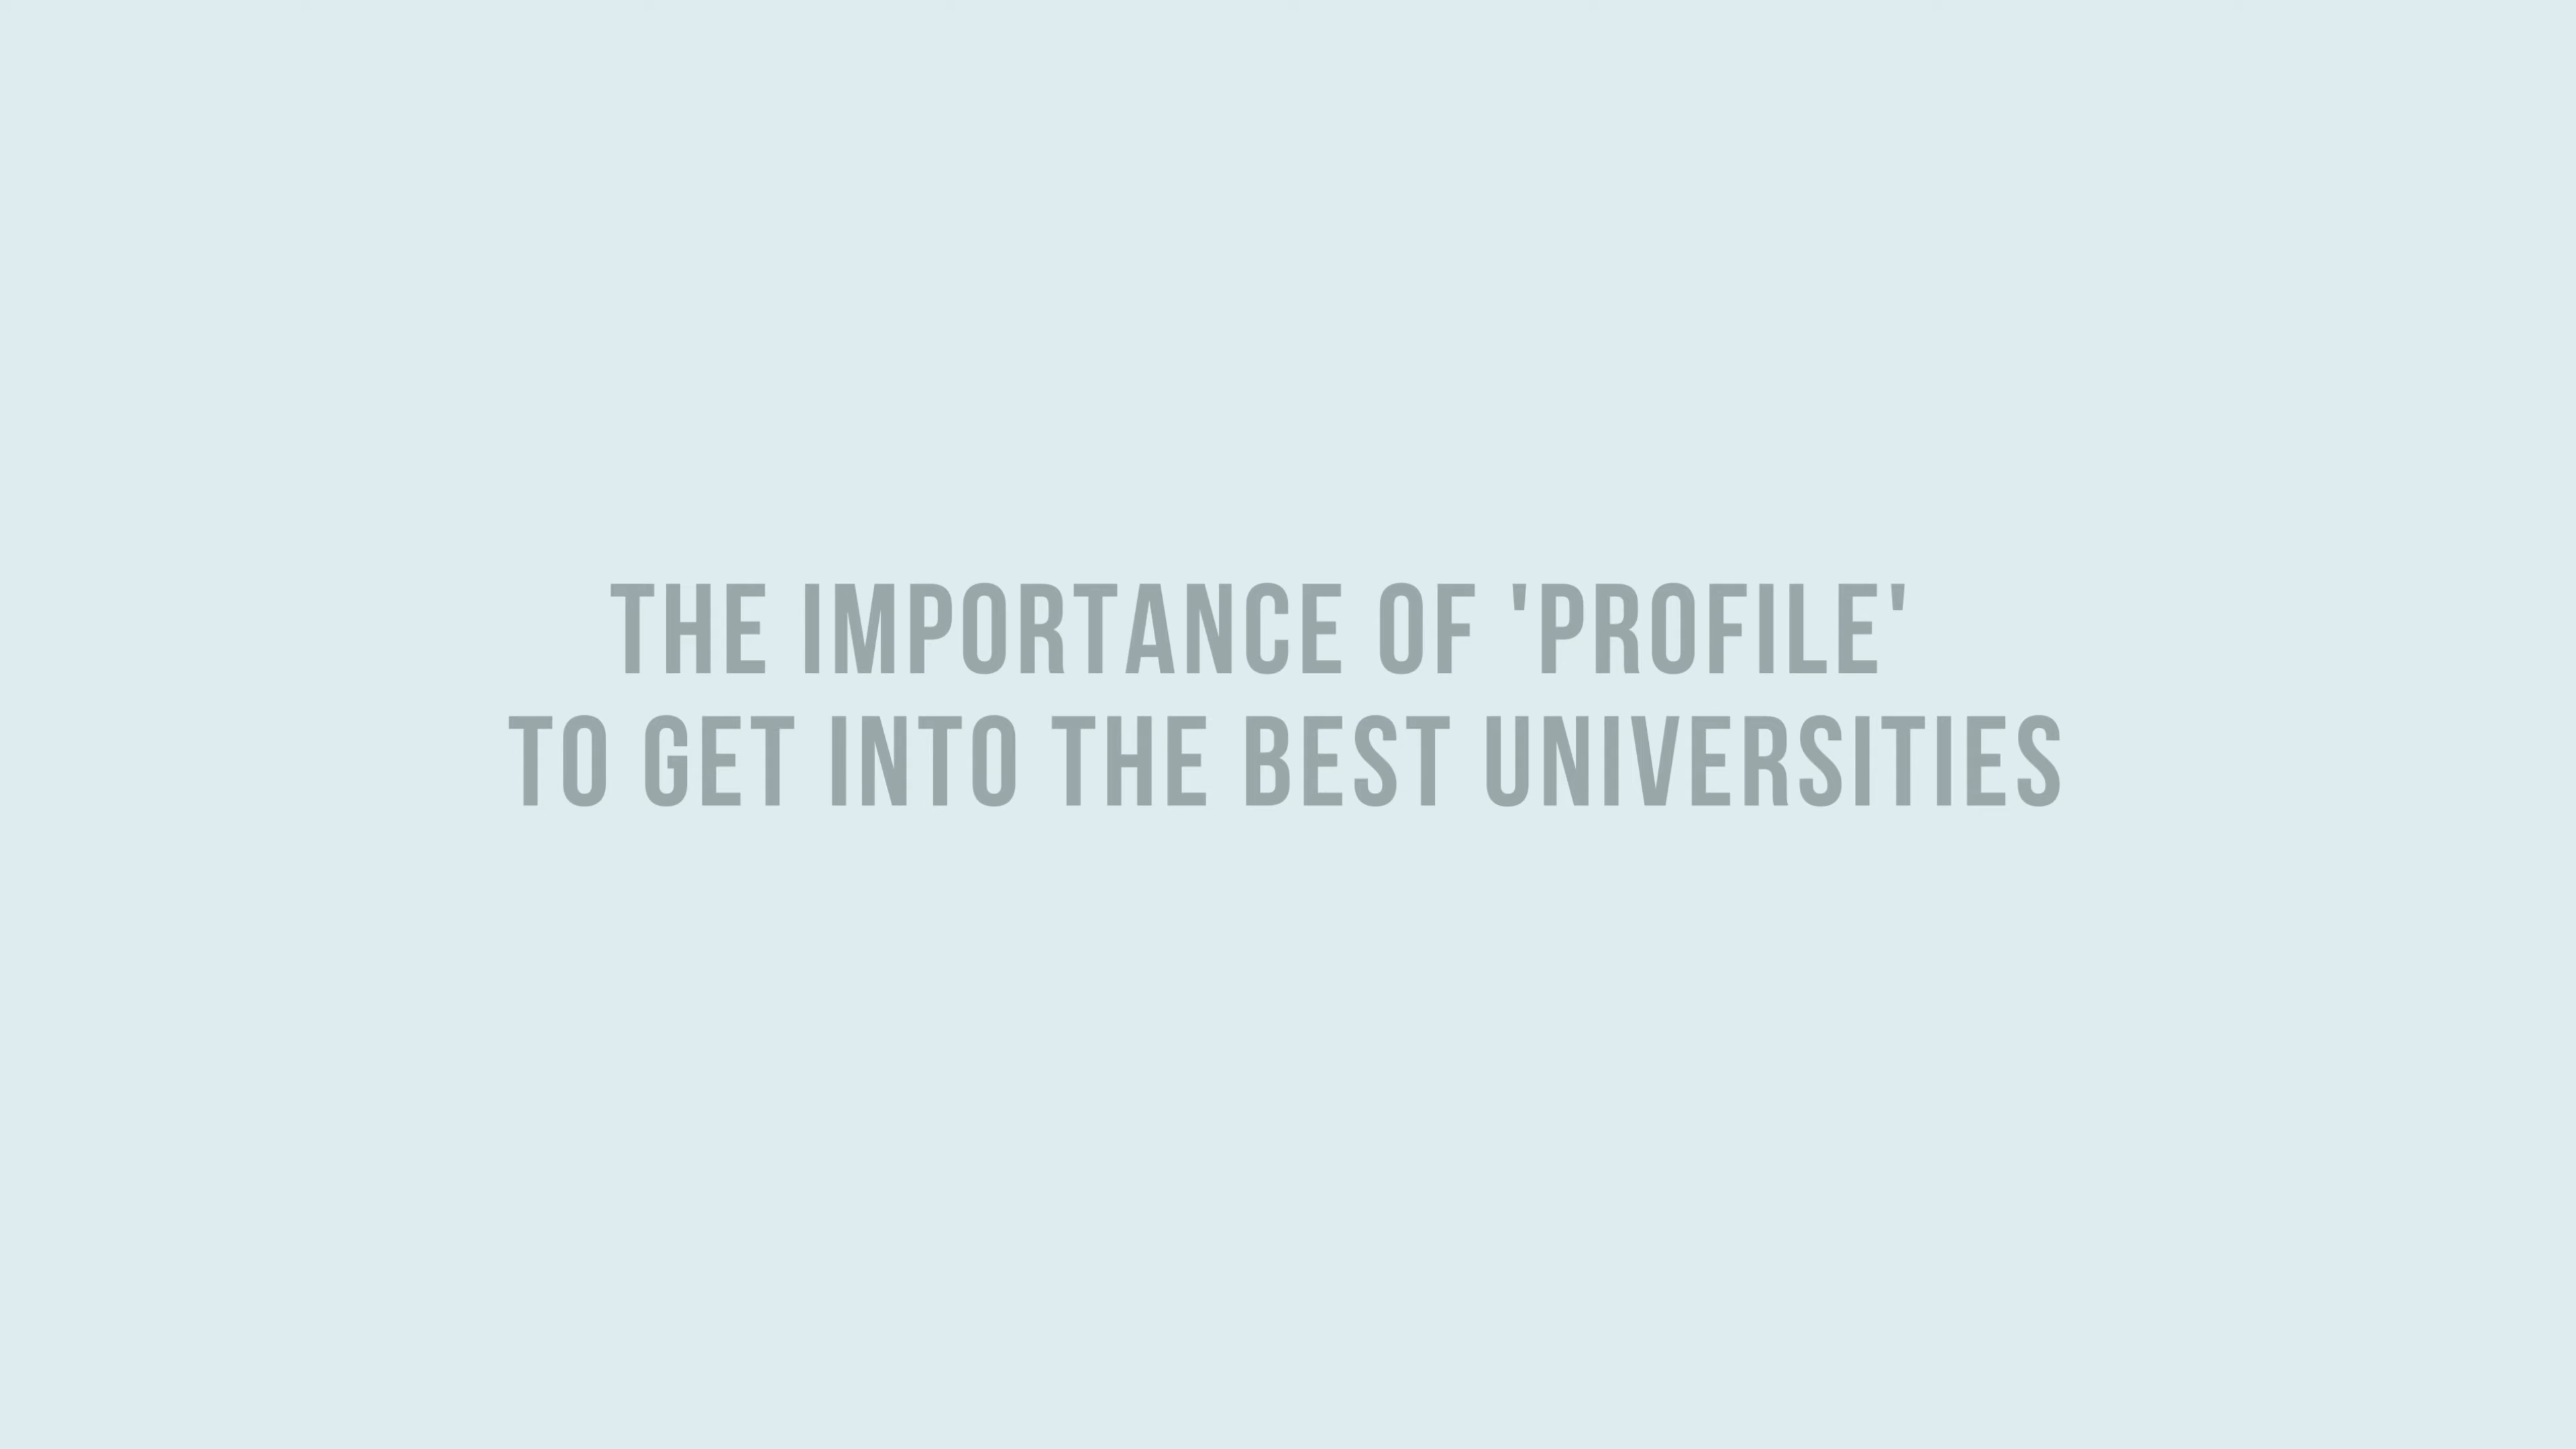 THE IMPORTANCE OF 'PROFILE'
TO GET INTO THE BEST UNIVERSITIES